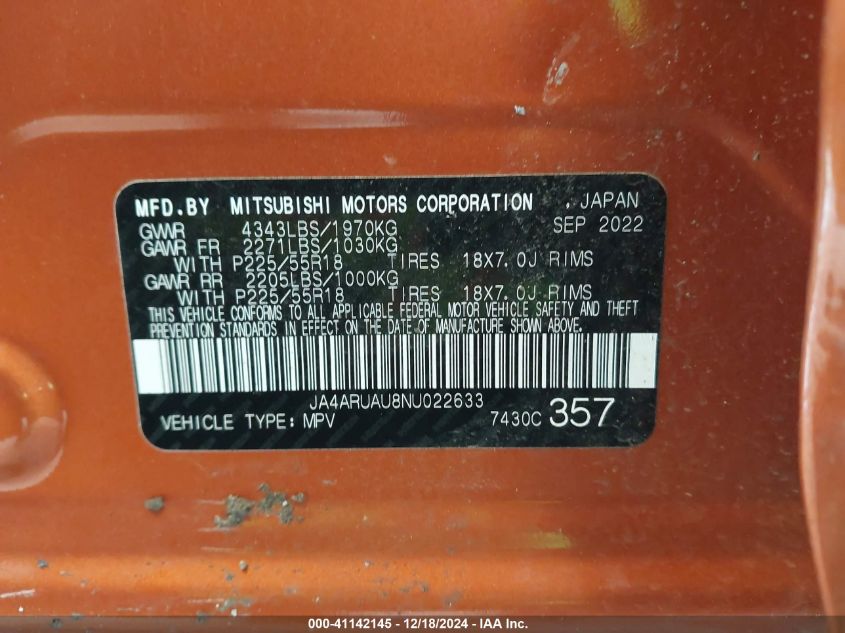 MFD.BY MITSUBISHI MOTORS CORPORATION , JAPAN
GVWR 4343LBS/1970KG SEP 2022
GAWR FR 2271LBS/1030KG
WITH P225/55R18 TIRES 18X7.0J RIMS
GAWR RR 2205LBS/1000KG
WITH P225/55R18 TIRES 18X7.0J RIMS
THIS VEHICLE CONFORMS TO ALL APPLICABLE FEDERAL MOTOR VEHICLE SAFETY AND THEFT
PREVENTION STANDARDS IN EFFECT ON THE DATE OF MANUFACTURE SHOWN ABOVE.
JA4ARUAU8NU022633
VEHICLE TYPE: MPV 7430C 357
000-41142145 - 12/18/2024 - IAA Inc.